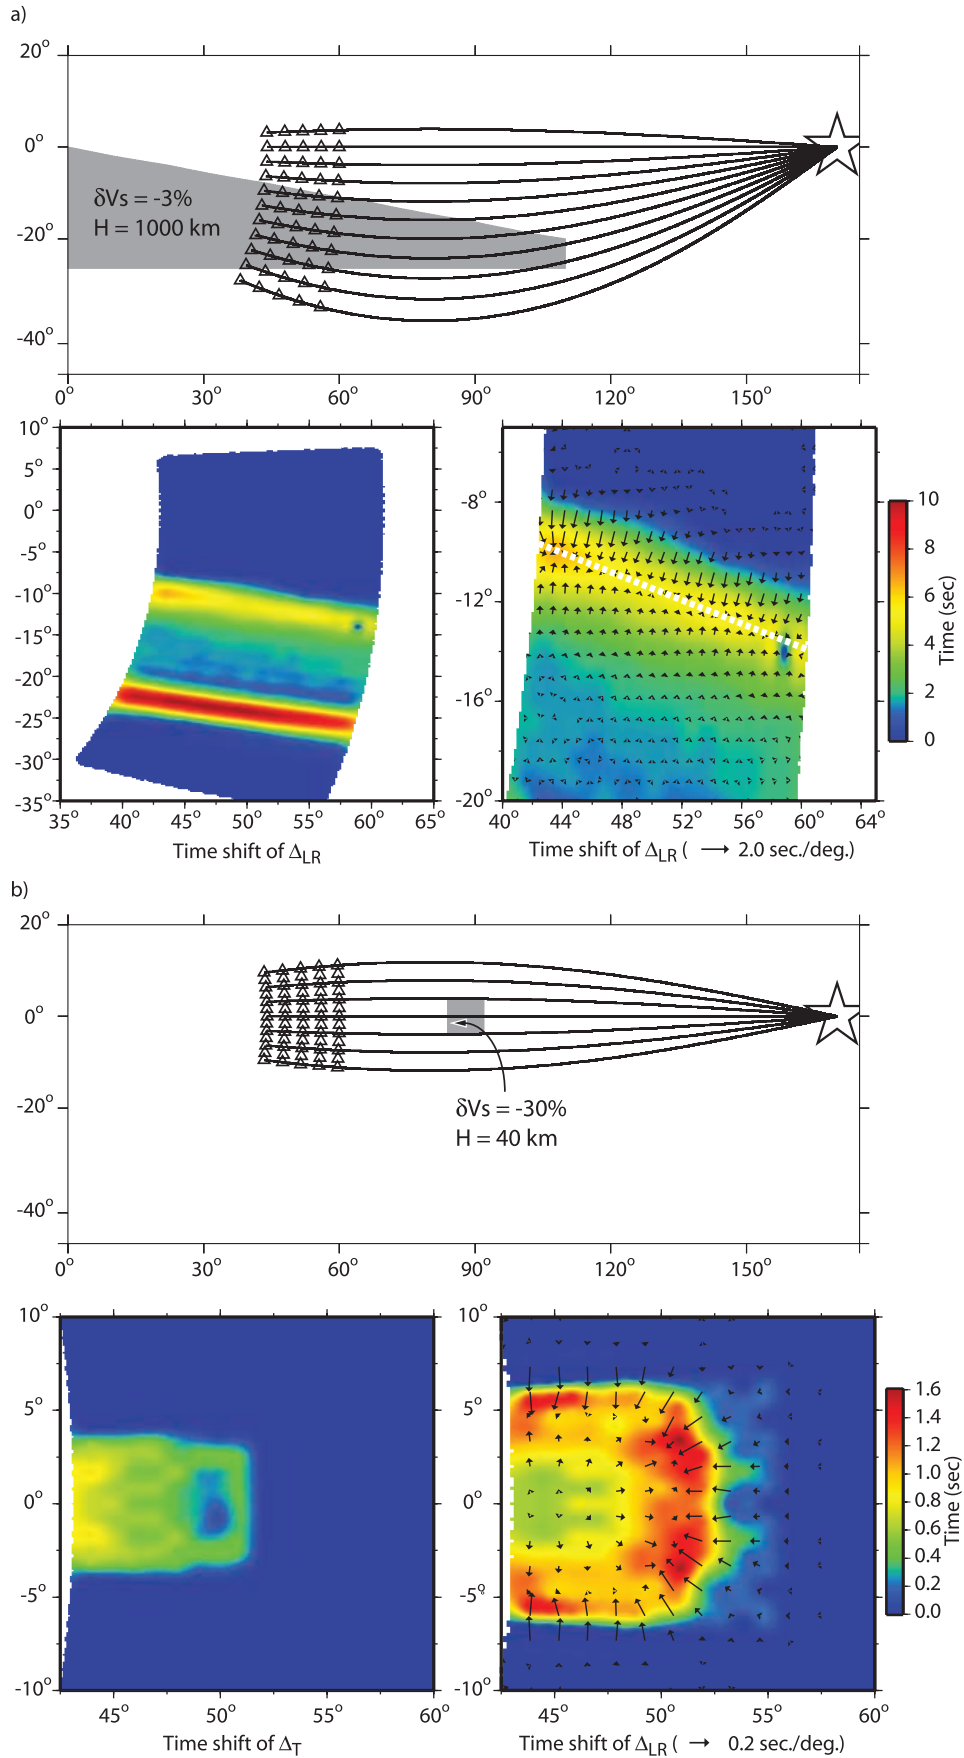 a)
20°
0°
-20°
-40°
δVs = -3%
H = 1000 km
0° 30° 60° 90° 120° 150°
10°
5°
0°
-5°
-10°
-15°
-20°
-25°
-30°
-35°
35° 40° 45° 50° 55° 60° 65°
Time shift of ΔLR
-8°
-12°
-16°
-20°
40° 44° 48° 52° 56° 60° 64°
Time shift of ΔLR ( → 2.0 sec./deg.)
10
8
6
4
2
0
Time (sec)
b)
20°
0°
-20°
-40°
δVs = -30%
H = 40 km
0° 30° 60° 90° 120° 150°
10°
5°
0°
-5°
-10°
45° 50° 55° 60°
Time shift of ΔT
10°
5°
0°
-5°
-10°
45° 50° 55° 60°
Time shift of ΔLR ( → 0.2 sec./deg.)
1.6
1.4
1.2
1.0
0.8
0.6
0.4
0.2
0.0
Time (sec)